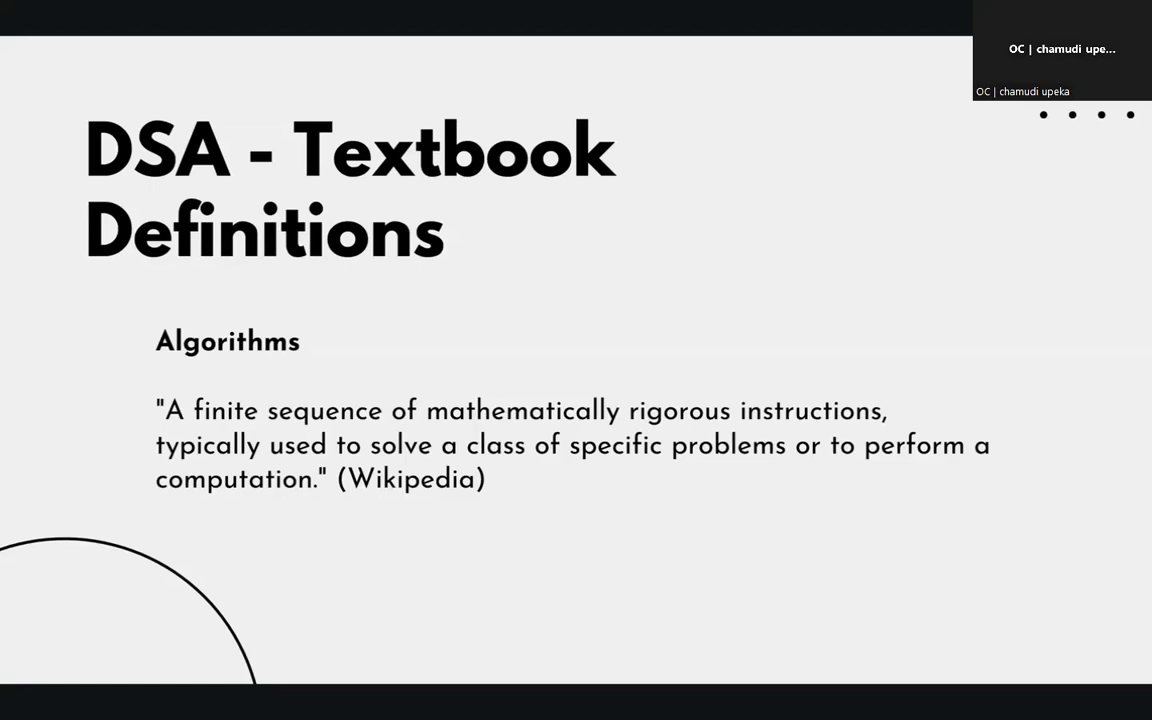 OC | chamudi upe...
OC | chamudi upeka
DSA - Textbook
Definitions
Algorithms
"A finite sequence of mathematically rigorous instructions,
typically used to solve a class of specific problems or to perform a
computation." (Wikipedia)